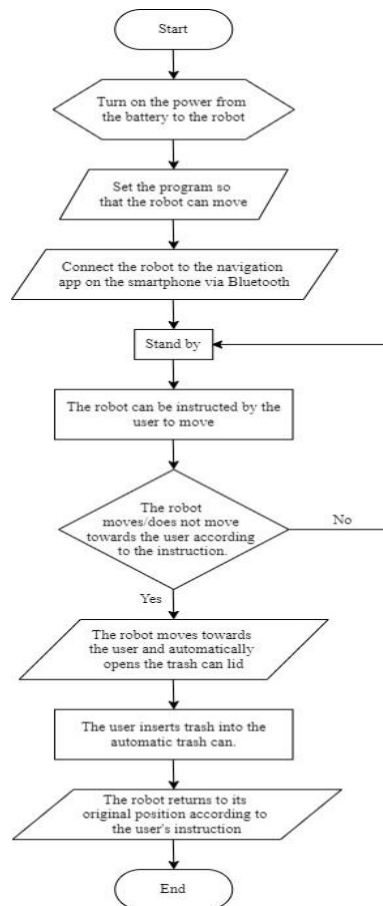 Start
Turn on the power from
the battery to the robot
Set the program so
that the robot can move
Connect the robot to the navigation
app on the smartphone via Bluetooth
Stand by
The robot can be instructed by the
user to move
The robot
moves/does not move
towards the user according
to the instruction.
No
Yes
The robot moves towards
the user and automatically
opens the trash can lid
The user inserts trash into the
automatic trash can.
The robot returns to its
original position according to
the user's instruction
End